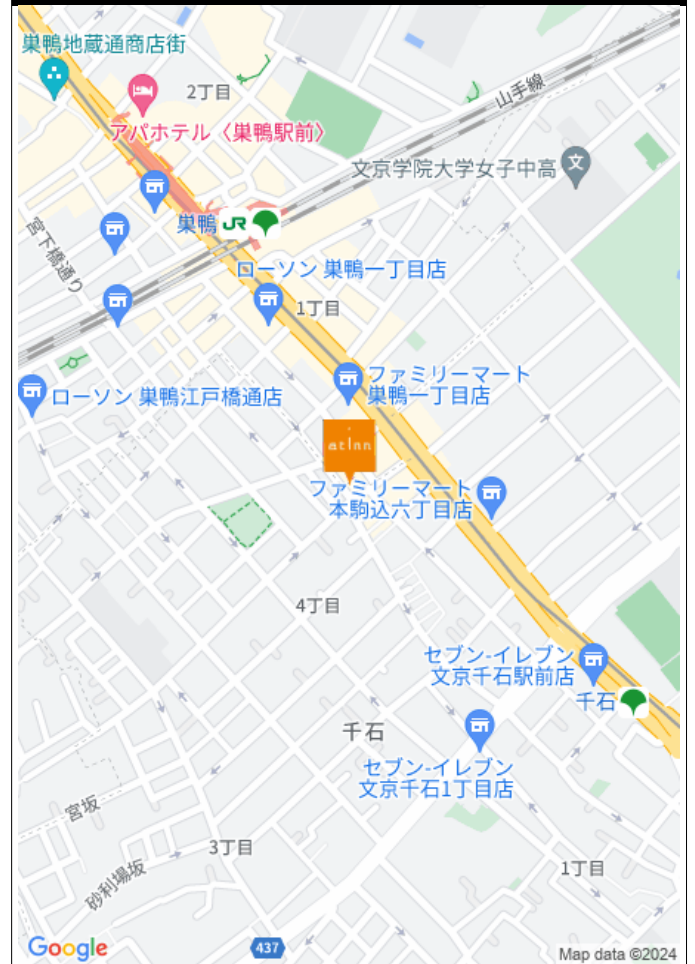 巣鴨地蔵通商店街
2丁目
アパホテル〈巣鴨駅前〉
山手線
文京学院大学女子中高
宮下橋通り
巣鴨 JR
ローソン 巣鴨一丁目店
1丁目
ファミリーマート
巣鴨一丁目店
ローソン 巣鴨江戸橋通店
at inn
ファミリーマート
本駒込六丁目店
4丁目
セブン-イレブン
文京千石駅前店
千石
千石
セブン-イレブン
文京千石1丁目店
宮坂
3丁目
砂利場坂
1丁目
Google
437
Map data ©2024